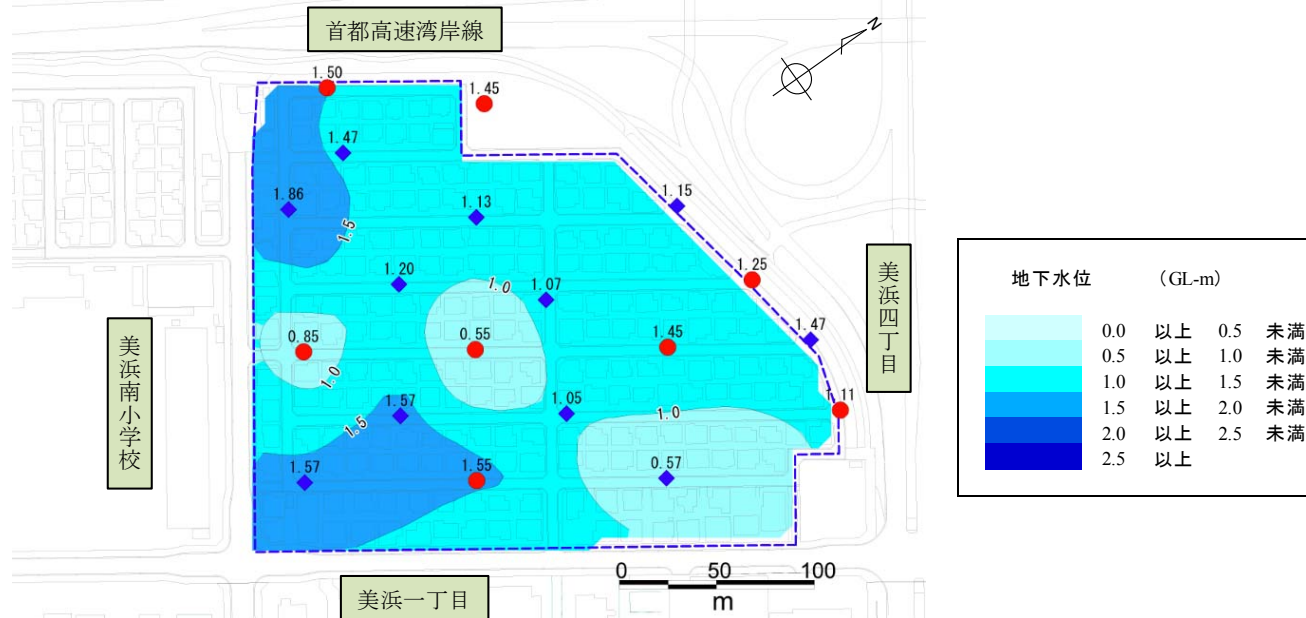 首都高速湾岸線
N
1.50
1.45
1.47
1.86
1.15
1.13
1.5
1.20
1.0
1.07
1.25
美浜四丁目
1.47
0.85
0.55
1.45
美浜南小学校
1.0
1.57
1.05
1.0
1.11
1.5
1.57
1.55
0.57
0 50 100
m
美浜一丁目
地下水位 (GL-m)
0.0 以上 0.5 未満
0.5 以上 1.0 未満
1.0 以上 1.5 未満
1.5 以上 2.0 未満
2.0 以上 2.5 未満
2.5 以上